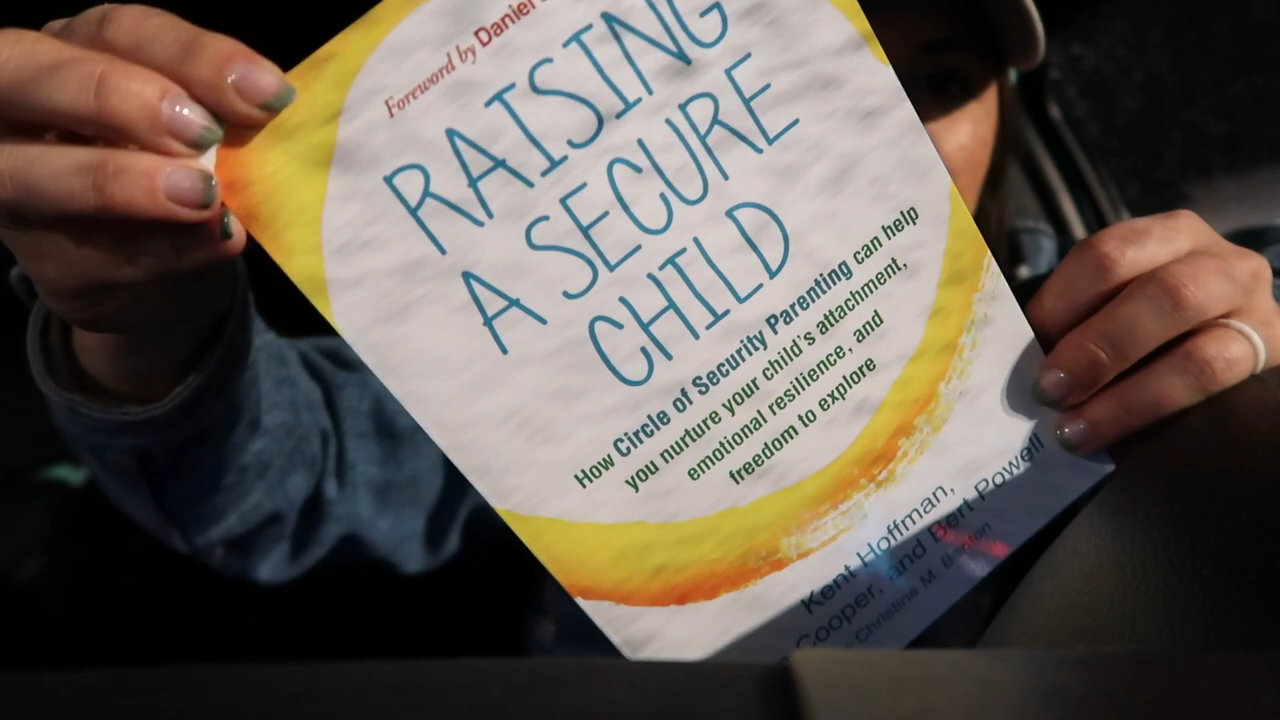 Foreword by Daniel
RAISING
A SECURE
CHILD
How Circle of Security Parenting can help
you nurture your child's attachment,
emotional resilience, and
freedom to explore
Kent Hoffman,
Cooper, and Bert Powell
Christine M. Benton